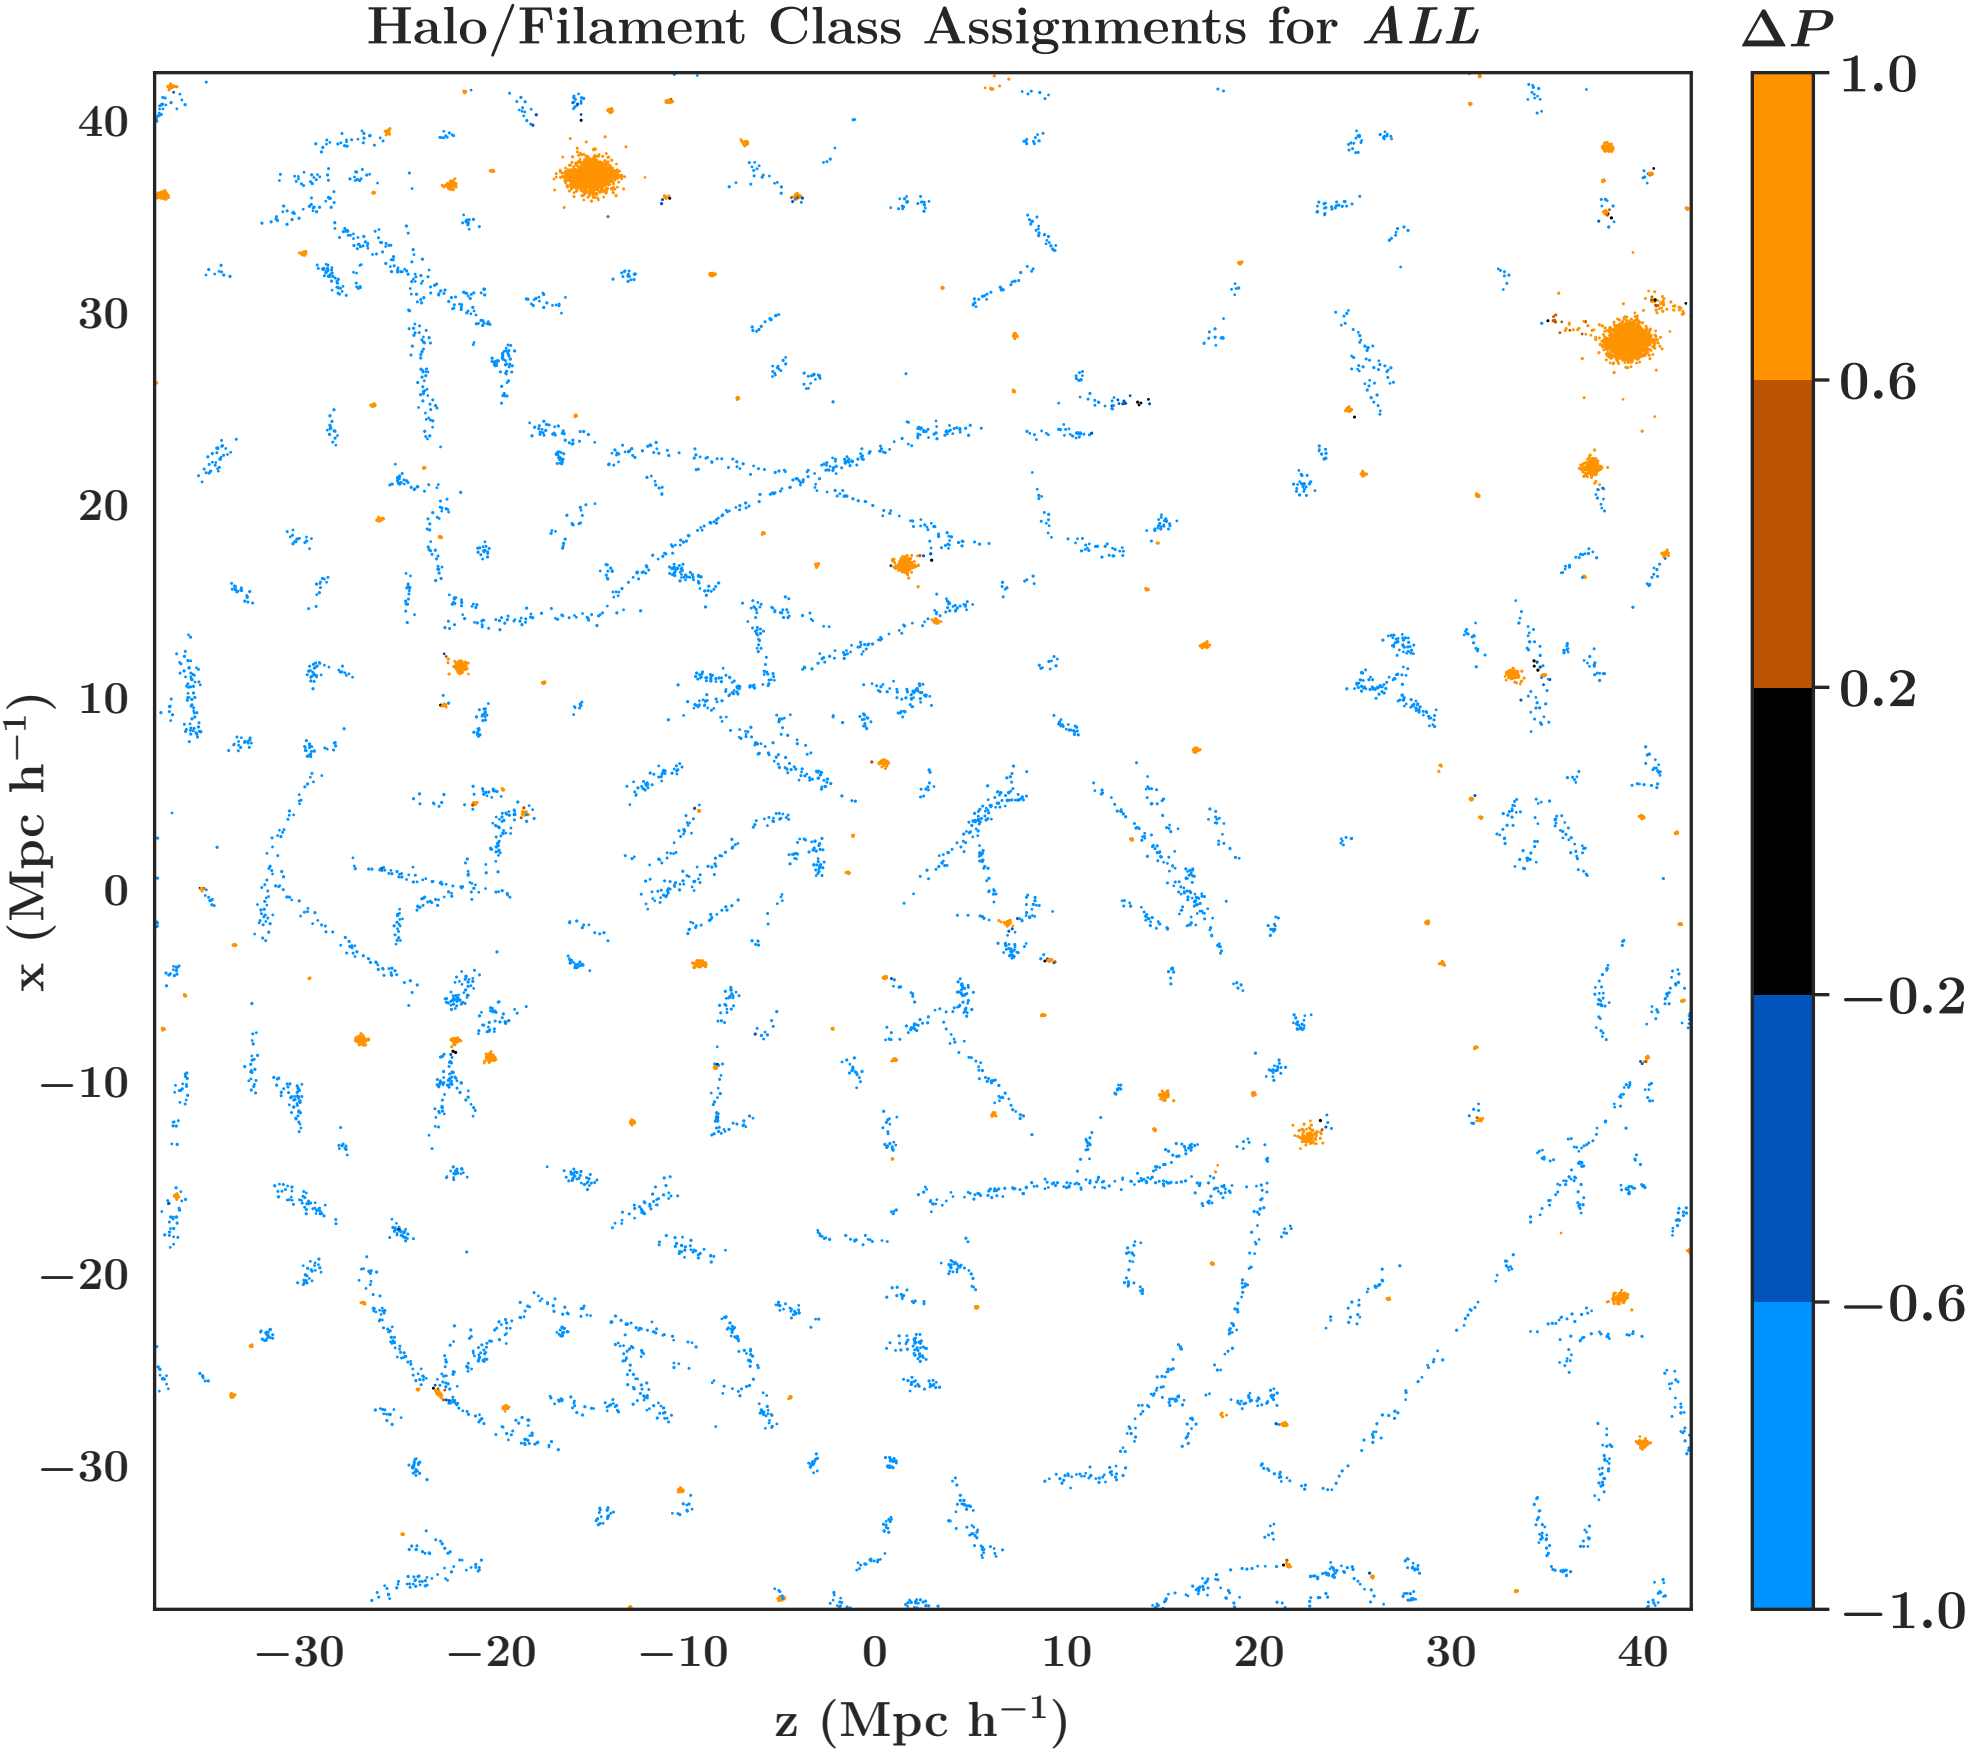 Halo/Filament Class Assignments for ALL
ΔP
1.0
0.6
0.2
−0.2
−0.6
−1.0
40
30
20
10
0
−10
−20
−30
x (Mpc h⁻¹)
−30 −20 −10 0 10 20 30 40
z (Mpc h⁻¹)